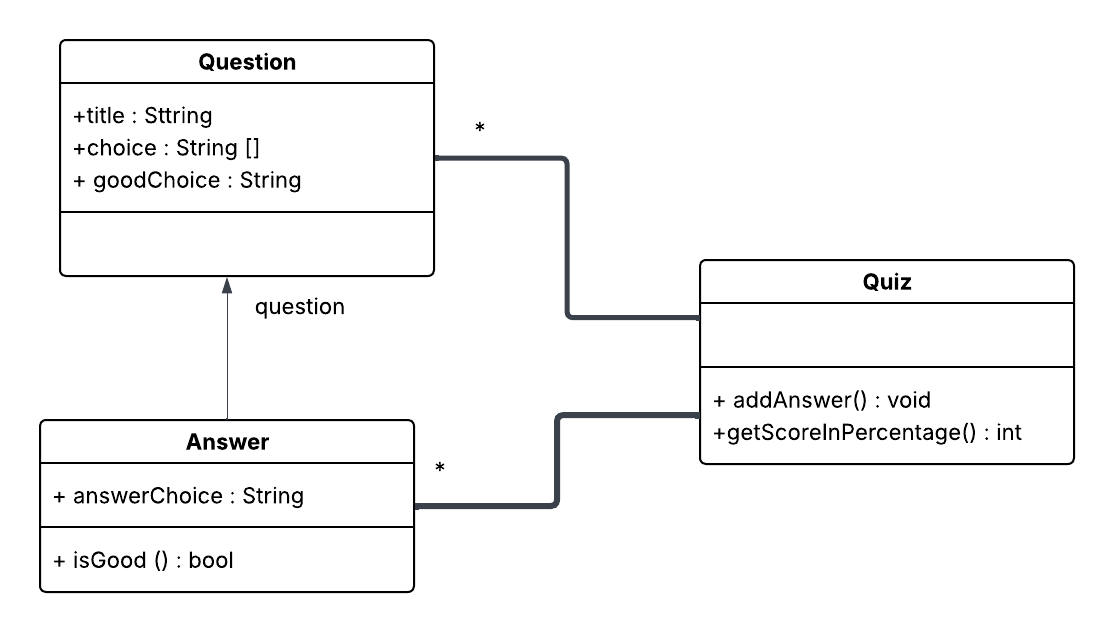 Question
+title : Sttring
+choice : String []
+ goodChoice : String
*
question
Quiz
+ addAnswer() : void
+getScoreInPercentage() : int
Answer
+ answerChoice : String
+ isGood () : bool
*